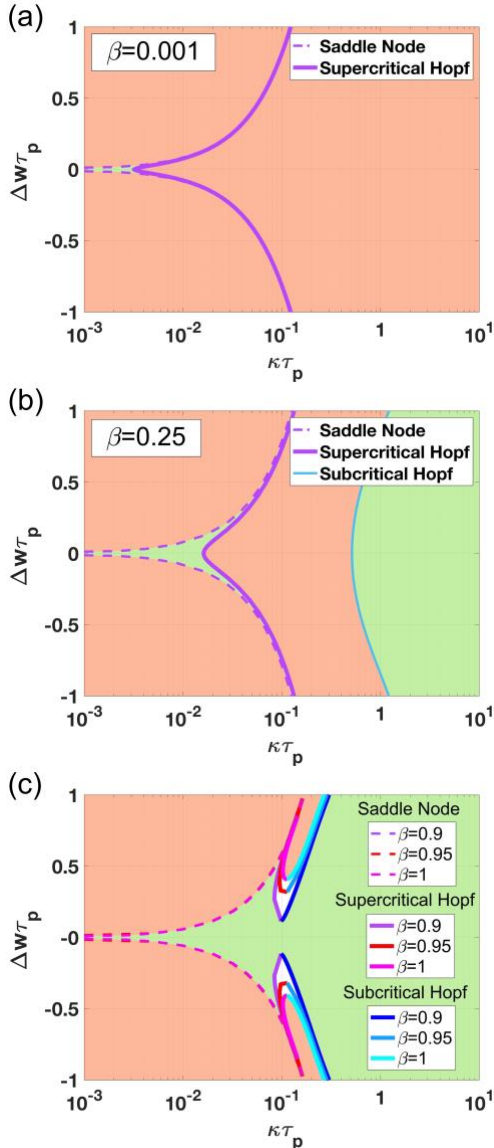 (a)
β=0.001
Saddle Node
Supercritical Hopf
1
0.5
0
-0.5
-1
Δwτp
10-3
10-2
10-1
1
10
κτp
(b)
β=0.25
Saddle Node
Supercritical Hopf
Subcritical Hopf
1
0.5
0
-0.5
-1
Δwτp
10-3
10-2
10-1
1
10
κτp
(c)
Saddle Node
β=0.9
β=0.95
β=1
Supercritical Hopf
β=0.9
β=0.95
β=1
Subcritical Hopf
β=0.9
β=0.95
β=1
1
0.5
-0
-0.5
-1
Δwτp
10-3
10-2
10-1
1
10
κτp